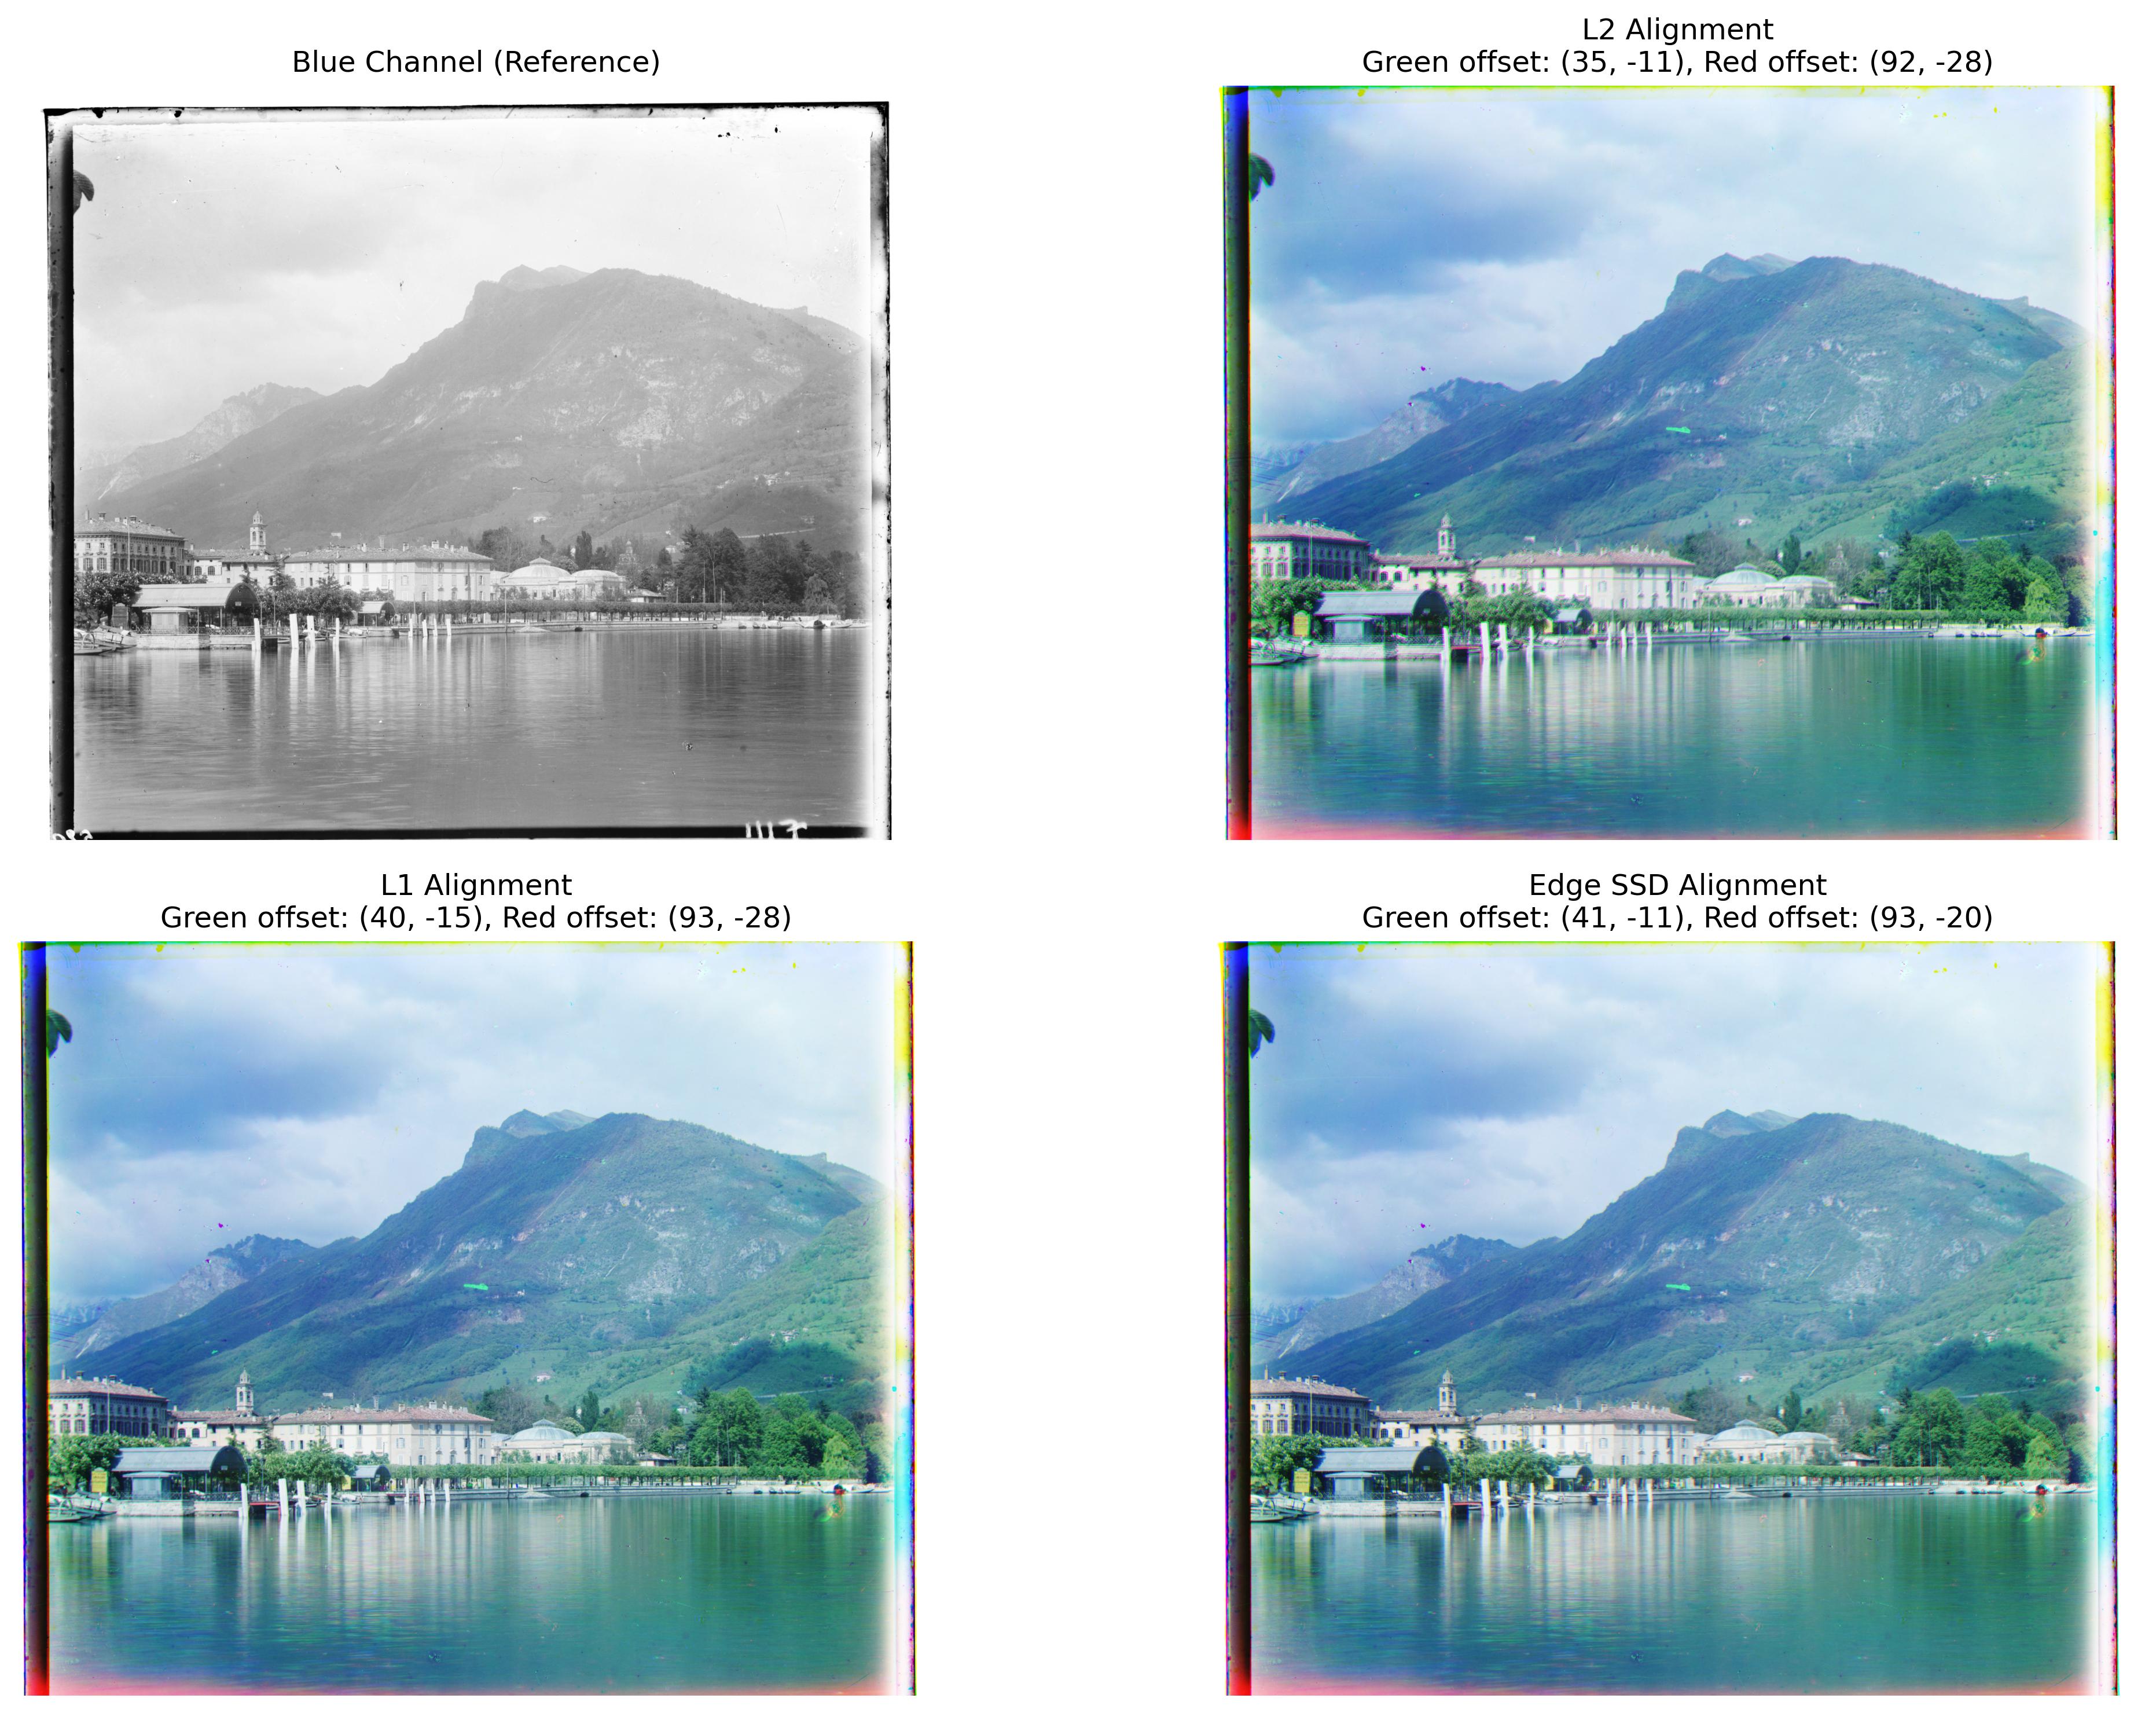 Blue Channel (Reference)
L2 Alignment
Green offset: (35, -11), Red offset: (92, -28)
L1 Alignment
Green offset: (40, -15), Red offset: (93, -28)
Edge SSD Alignment
Green offset: (41, -11), Red offset: (93, -20)